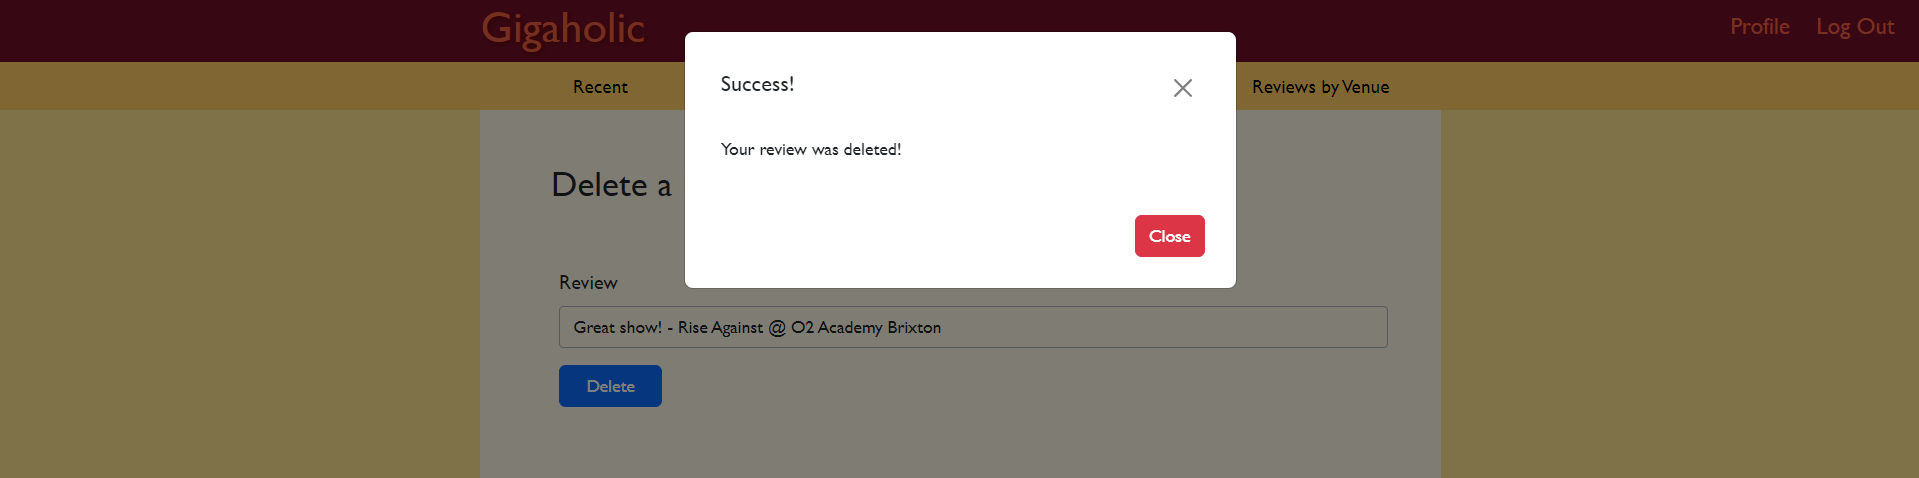 Gigaholic
Profile
Log Out
Recent
Reviews by Venue
Success!
Your review was deleted!
Close
Delete a
Review
Great show! - Rise Against @ O2 Academy Brixton
Delete